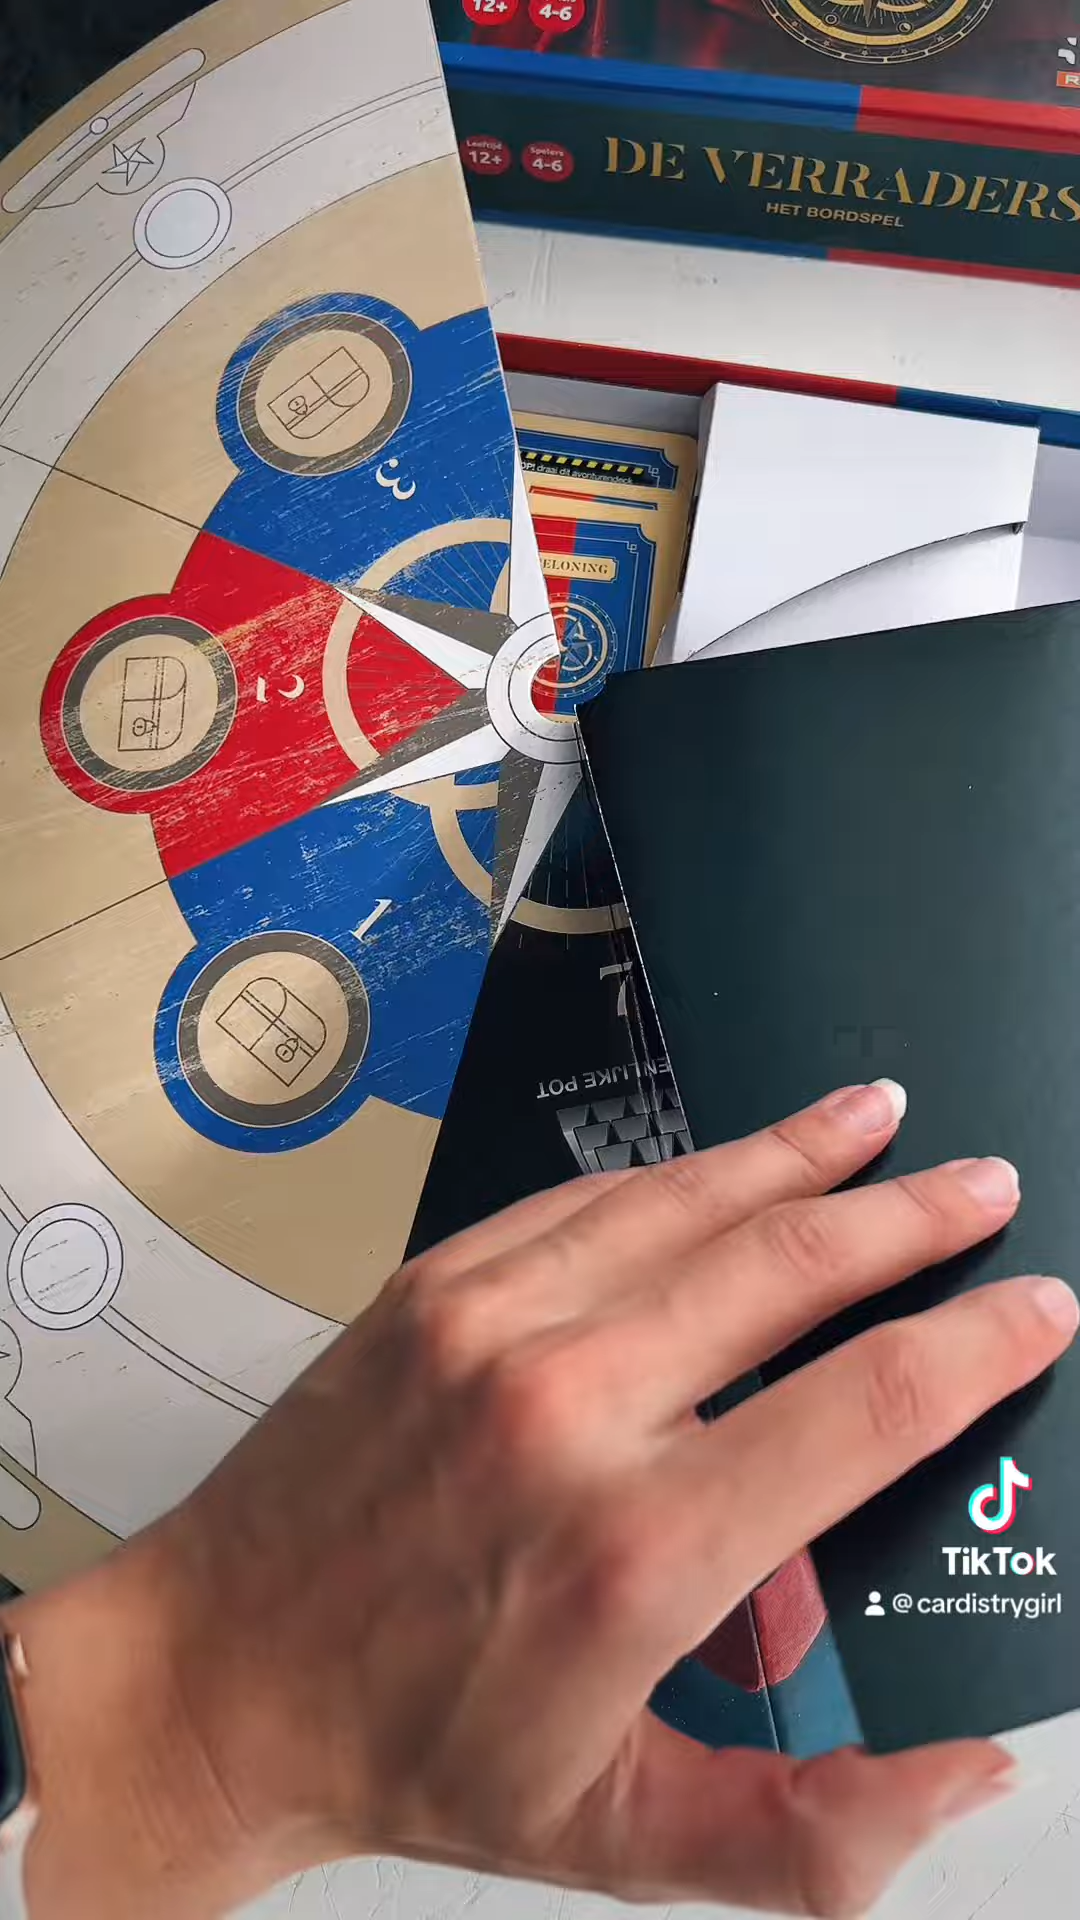 12+
4-6
Leeftijd
12+
Spelers
4-6
DE VERRADERS
HET BORDSPEL
OP! draai dit avonturendeck
ELONING
3
2
1
7
ENLIJKE POT
TikTok
@cardistrygirl